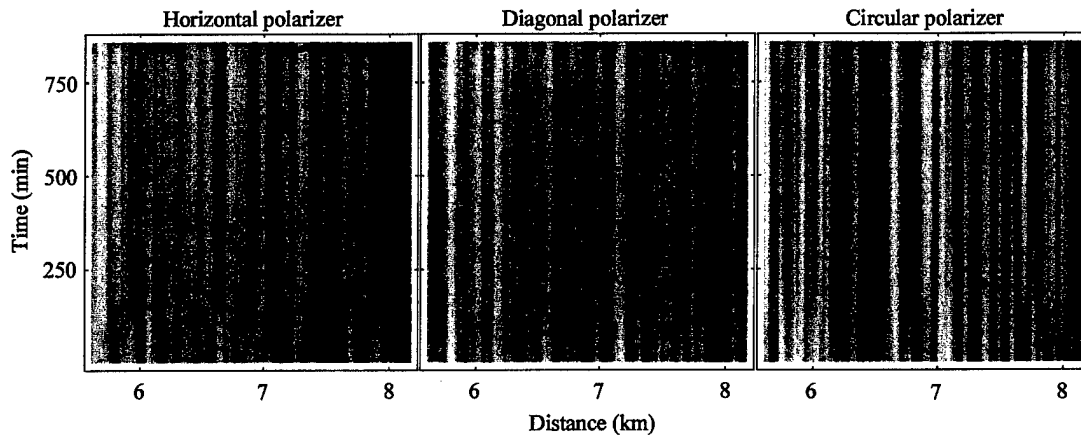 Horizontal polarizer
Diagonal polarizer
Circular polarizer
750
500
250
Time (min)
6
7
8
6
7
8
6
7
8
Distance (km)